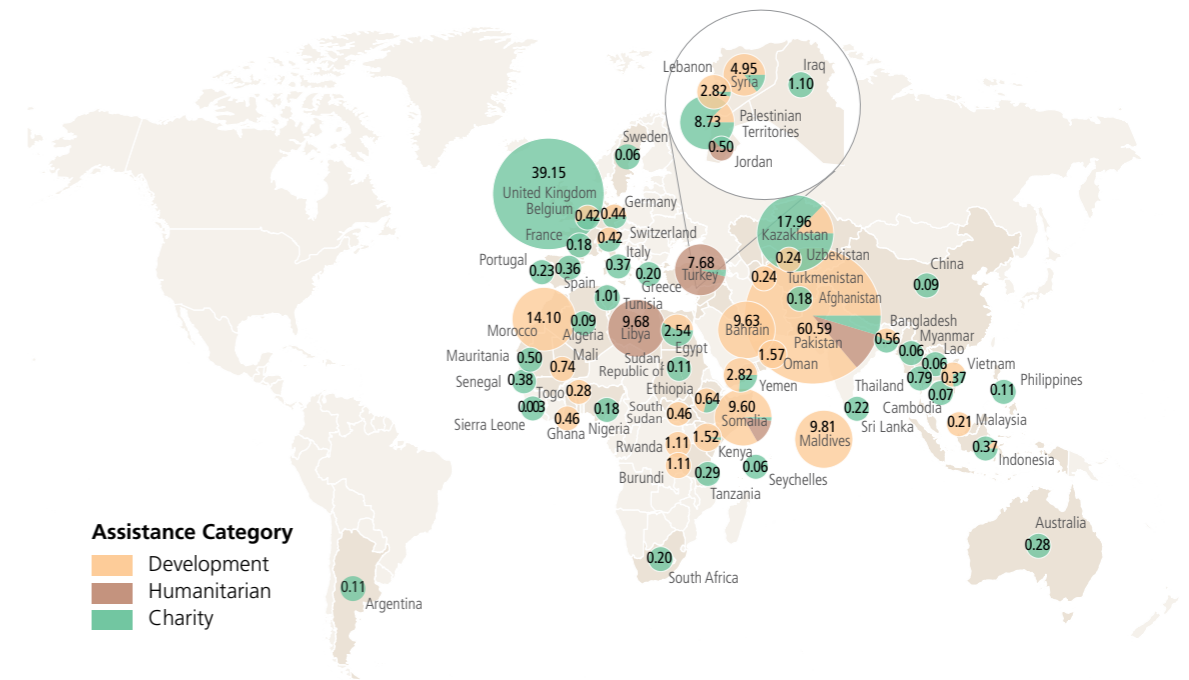 Lebanon
4.95
Syria
Iraq
1.10
2.82
8.73
Palestinian
Territories
0.50
Jordan
Sweden
0.06
39.15
United Kingdom
Belgium
0.42
0.44
Germany
France
0.18
0.42
Switzerland
Portugal
0.23
0.36
Spain
0.37
Italy
0.20
Greece
7.68
Turkey
17.96
Kazakhstan
0.24
Uzbekistan
0.24
Turkmenistan
0.18
Afghanistan
China
0.09
1.01
Tunisia
14.10
Morocco
0.09
Algeria
9.68
Libya
2.54
Egypt
9.63
Bahrain
60.59
Pakistan
1.57
Oman
Bangladesh
0.56
Myanmar
0.06
Lao
0.06
Vietnam
0.37
Thailand
0.79
Cambodia
0.07
Philippines
0.11
Mauritania
0.50
Mali
0.74
Sudan,
Republic of
0.11
Ethiopia
0.64
2.82
Yemen
Senegal
0.38
Togo
0.28
Sierra Leone
Ghana
0.46
Nigeria
0.18
South
Sudan
0.46
9.60
Somalia
9.81
Maldives
0.22
Sri Lanka
0.21
Malaysia
0.37
Indonesia
Rwanda
1.11
1.52
Kenya
Burundi
1.11
0.29
Tanzania
0.06
Seychelles
Australia
0.28
0.20
South Africa
0.11
Argentina
Assistance Category
Development
Humanitarian
Charity